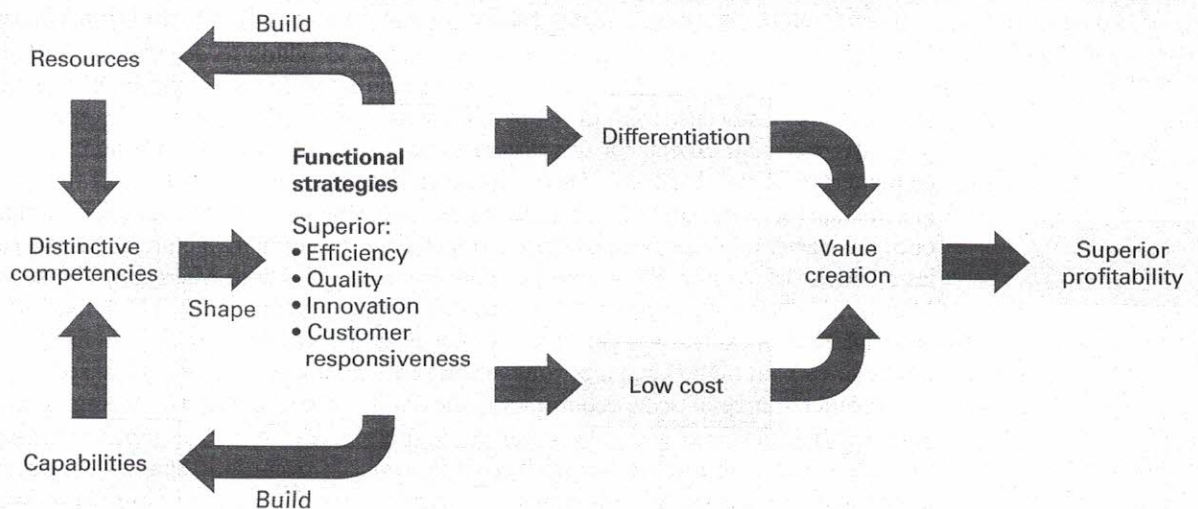 Build
Resources
Differentiation
Functional
strategies
Superior:
• Efficiency
• Quality
• Innovation
• Customer
responsiveness
Distinctive
competencies
Shape
Value
creation
Superior
profitability
Low cost
Capabilities
Build